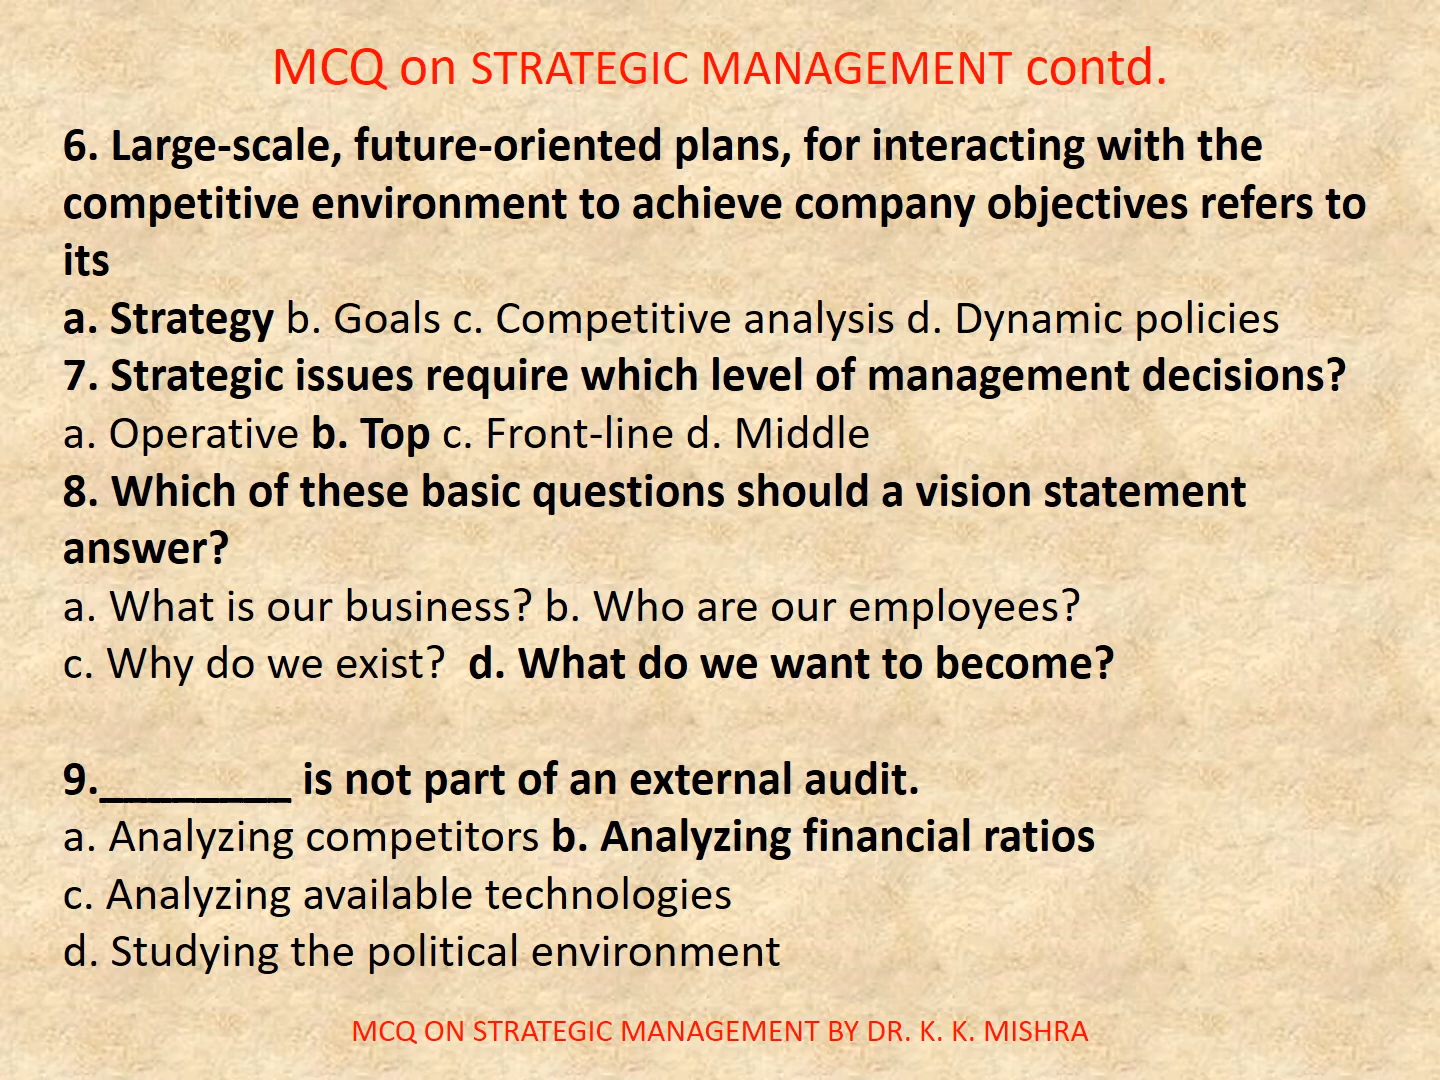 MCQ on STRATEGIC MANAGEMENT contd.
6. Large-scale, future-oriented plans, for interacting with the
competitive environment to achieve company objectives refers to
its
a. Strategy b. Goals c. Competitive analysis d. Dynamic policies
7. Strategic issues require which level of management decisions?
a. Operative b. Top c. Front-line d. Middle
8. Which of these basic questions should a vision statement
answer?
a. What is our business? b. Who are our employees?
c. Why do we exist?  d. What do we want to become?
9.________ is not part of an external audit.
a. Analyzing competitors b. Analyzing financial ratios
c. Analyzing available technologies
d. Studying the political environment
MCQ ON STRATEGIC MANAGEMENT BY DR. K. K. MISHRA